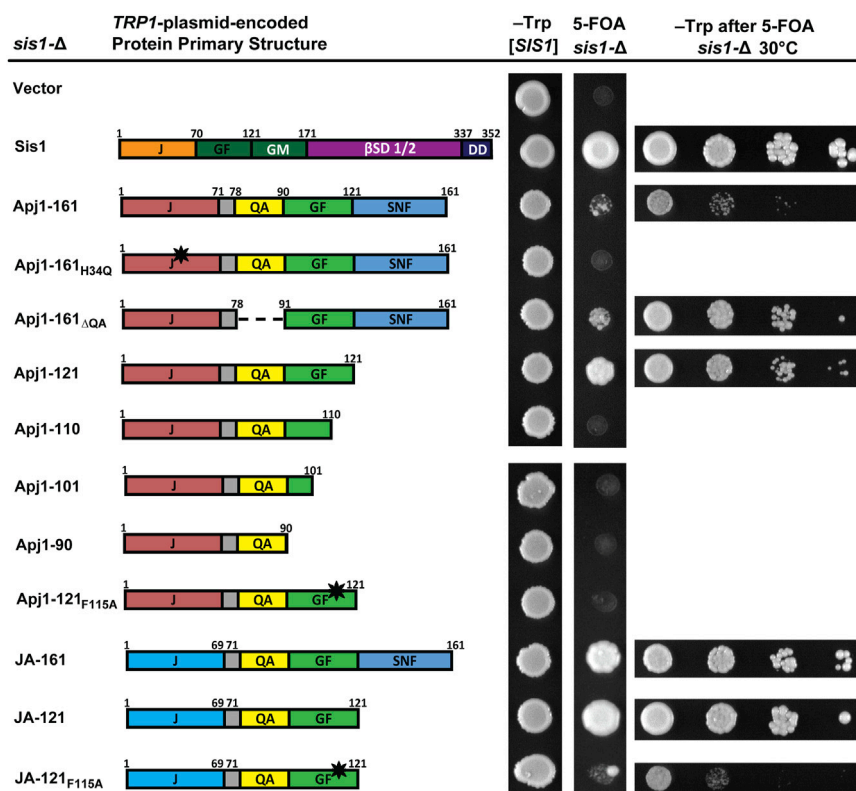 TRP1-plasmid-encoded –Trp 5-FOA –Trp after 5-FOA
sis1-Δ Protein Primary Structure [SIS1] sis1-Δ sis1-Δ 30°C
Vector
1 70 121 171 337 352
Sis1 J GF GM βSD 1/2 DD
1 71 78 90 121 161
Apj1-161 J QA GF SNF
1 161
Apj1-161H34Q J QA GF SNF
1 78 91 161
Apj1-161ΔQA J GF SNF
1 121
Apj1-121 J QA GF
1 110
Apj1-110 J QA
1 101
Apj1-101 J QA
1 90
Apj1-90 J QA
1 121
Apj1-121F115A J QA GF
1 69 71 161
JA-161 J QA GF SNF
1 69 71 121
JA-121 J QA GF
1 69 71 121
JA-121F115A J QA GF